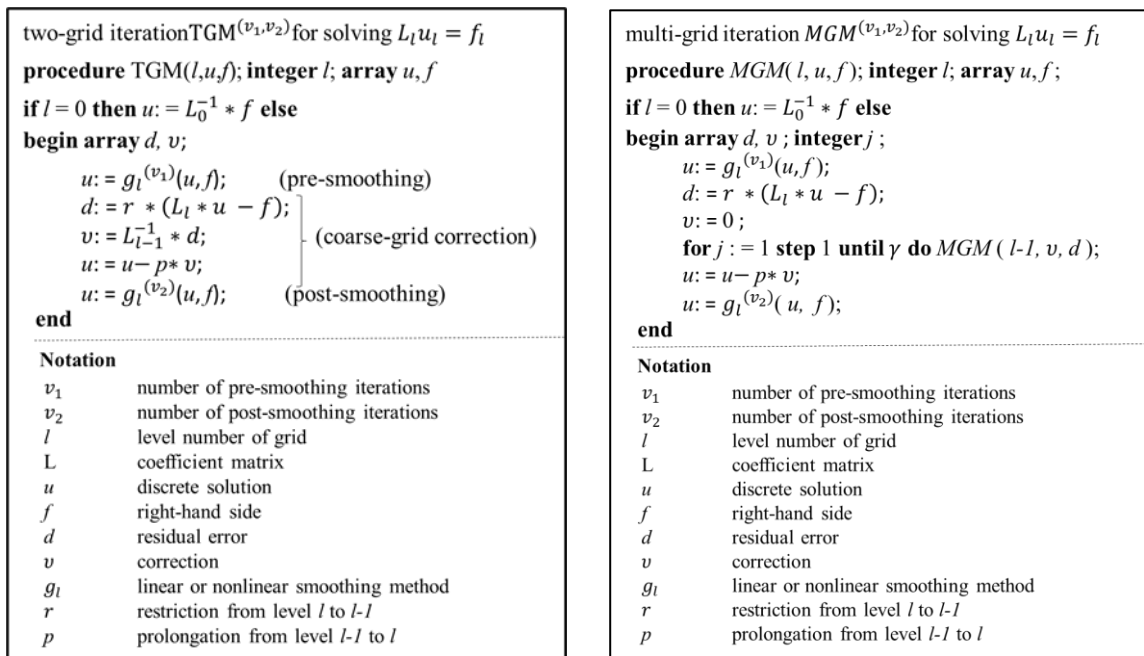 two-grid iterationTGM^(v₁,v₂) for solving L_l u_l = f_l
procedure TGM(l,u,f); integer l; array u, f
if l = 0 then u: = L₀⁻¹ * f else
begin array d, υ;
u: = g_l^(v₁)(u,f); (pre-smoothing)
d: = r * (L_l * u − f);
υ: = L_{l−1}⁻¹ * d; (coarse-grid correction)
u: = u− p* υ;
u: = g_l^(v₂)(u,f); (post-smoothing)
end
Notation
v₁ number of pre-smoothing iterations
v₂ number of post-smoothing iterations
l level number of grid
L coefficient matrix
u discrete solution
f right-hand side
d residual error
υ correction
g_l linear or nonlinear smoothing method
r restriction from level l to l-1
p prolongation from level l-1 to l
multi-grid iteration MGM^(v₁,v₂) for solving L_l u_l = f_l
procedure MGM( l, u, f ); integer l; array u, f ;
if l = 0 then u: = L₀⁻¹ * f else
begin array d, υ ; integer j ;
u: = g_l^(v₁)(u,f);
d: = r * (L_l * u − f);
υ: = 0 ;
for j : = 1 step 1 until γ do MGM ( l-1, υ, d );
u: = u− p* υ;
u: = g_l^(v₂)( u, f);
end
Notation
v₁ number of pre-smoothing iterations
v₂ number of post-smoothing iterations
l level number of grid
L coefficient matrix
u discrete solution
f right-hand side
d residual error
υ correction
g_l linear or nonlinear smoothing method
r restriction from level l to l-1
p prolongation from level l-1 to l